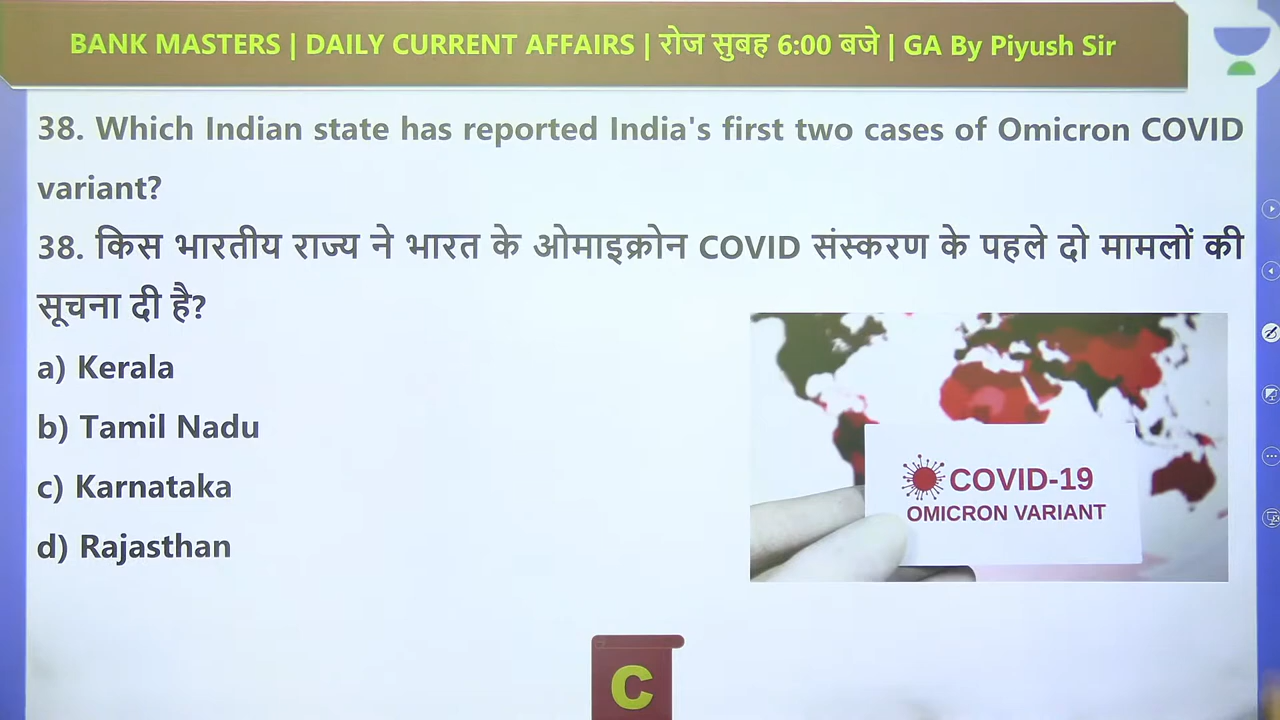 BANK MASTERS | DAILY CURRENT AFFAIRS | रोज सुबह 6:00 बजे | GA By Piyush Sir
38. Which Indian state has reported India's first two cases of Omicron COVID
variant?
38. किस भारतीय राज्य ने भारत के ओमाइक्रोन COVID संस्करण के पहले दो मामलों की
सूचना दी है?
a) Kerala
b) Tamil Nadu
c) Karnataka
d) Rajasthan
COVID-19
OMICRON VARIANT
C